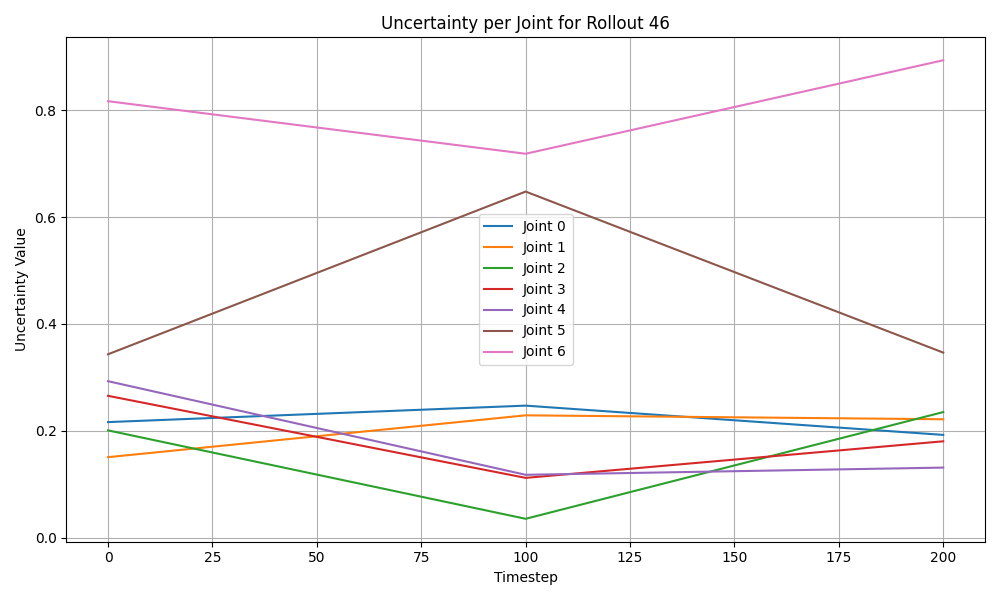 Uncertainty per Joint for Rollout 46
Uncertainty Value
0.8
0.6
0.4
0.2
0.0
Joint 0
Joint 1
Joint 2
Joint 3
Joint 4
Joint 5
Joint 6
0 25 50 75 100 125 150 175 200
Timestep